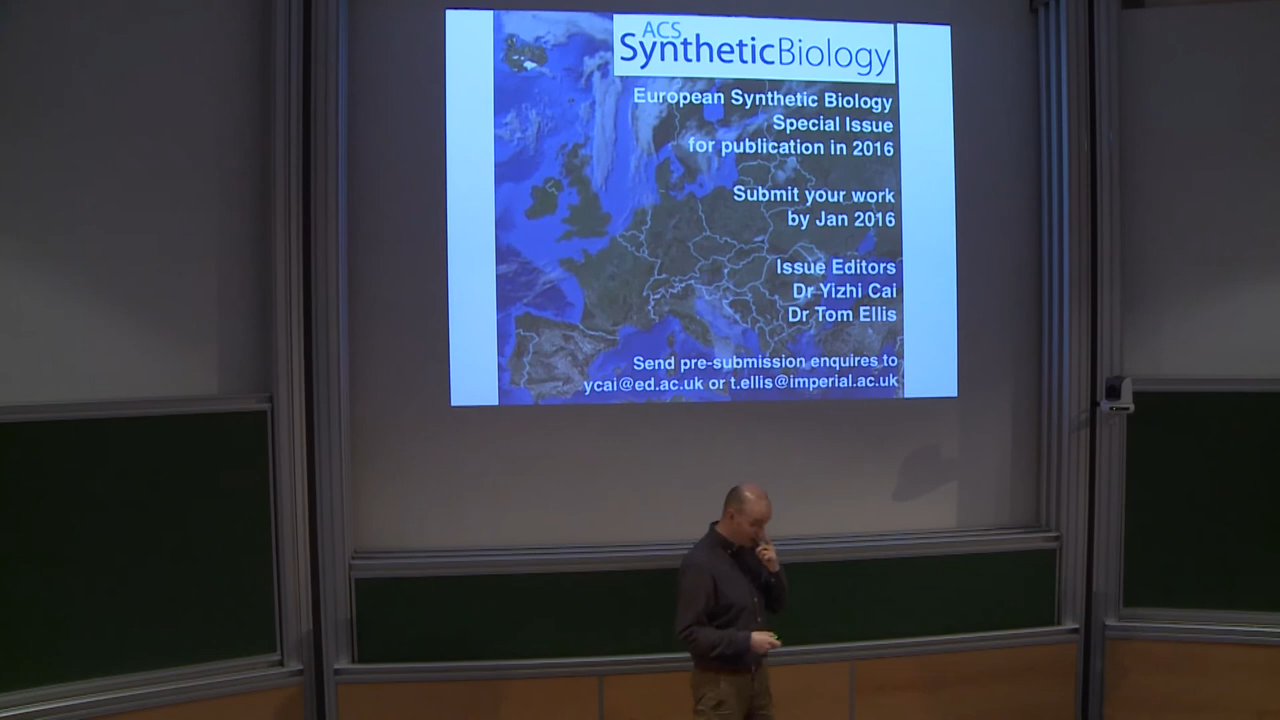 ACS
SyntheticBiology
European Synthetic Biology
Special Issue
for publication in 2016
Submit your work
by Jan 2016
Issue Editors
Dr Yizhi Cai
Dr Tom Ellis
Send pre-submission enquires to
ycai@ed.ac.uk or t.ellis@imperial.ac.uk